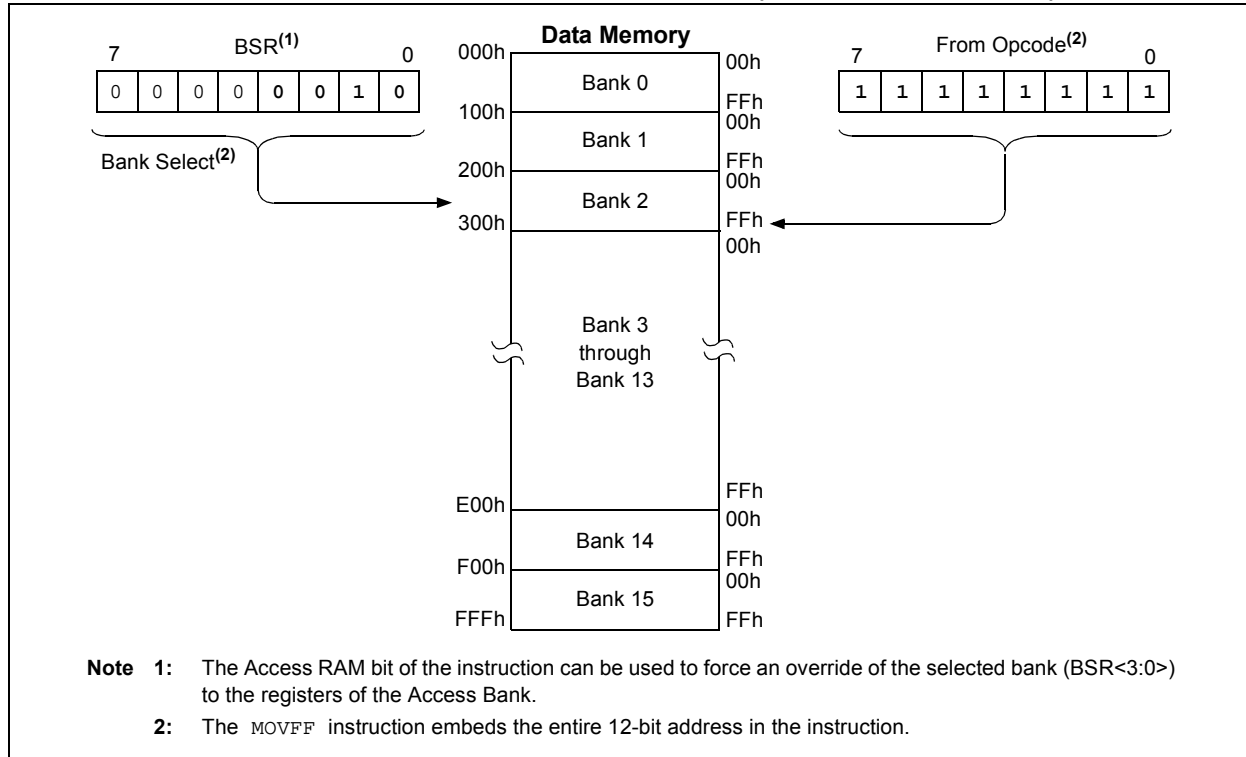 Data Memory
7 BSR(1) 0
0 0 0 0 0 0 1 0
Bank Select(2)
000h
100h
200h
300h
E00h
F00h
FFFh
Bank 0
Bank 1
Bank 2
Bank 3
through
Bank 13
Bank 14
Bank 15
00h
FFh
00h
FFh
00h
FFh
00h
FFh
00h
FFh
00h
FFh
7 From Opcode(2) 0
1 1 1 1 1 1 1 1
Note 1: The Access RAM bit of the instruction can be used to force an override of the selected bank (BSR<3:0>)
to the registers of the Access Bank.
2: The MOVFF instruction embeds the entire 12-bit address in the instruction.